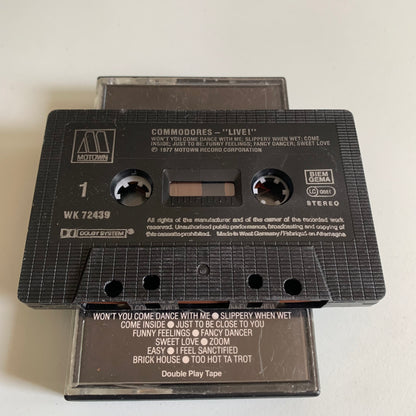 COMMODORES – "LIVE!"
WON'T YOU COME DANCE WITH ME; SLIPPERY WHEN WET; COME
INSIDE; JUST TO BE; FUNNY FEELINGS; FANCY DANCER; SWEET LOVE
℗ 1977 MOTOWN RECORD CORPORATION
M
MOTOWN
1
WK 72439
BIEM
GEMA
LC 0881
STEREO
DOLBY SYSTEM
All rights of the manufacturer and of the owner of the recorded work
reserved. Unauthorised public performance, broadcasting and copying of
this cassette prohibited. Made in West Germany / Fabriqué en Allemagne.
WON'T YOU COME DANCE WITH ME ● SLIPPERY WHEN WET
COME INSIDE ● JUST TO BE CLOSE TO YOU
FUNNY FEELINGS ● FANCY DANCER
SWEET LOVE ● ZOOM
EASY ● I FEEL SANCTIFIED
BRICK HOUSE ● TOO HOT TA TROT
Double Play Tape